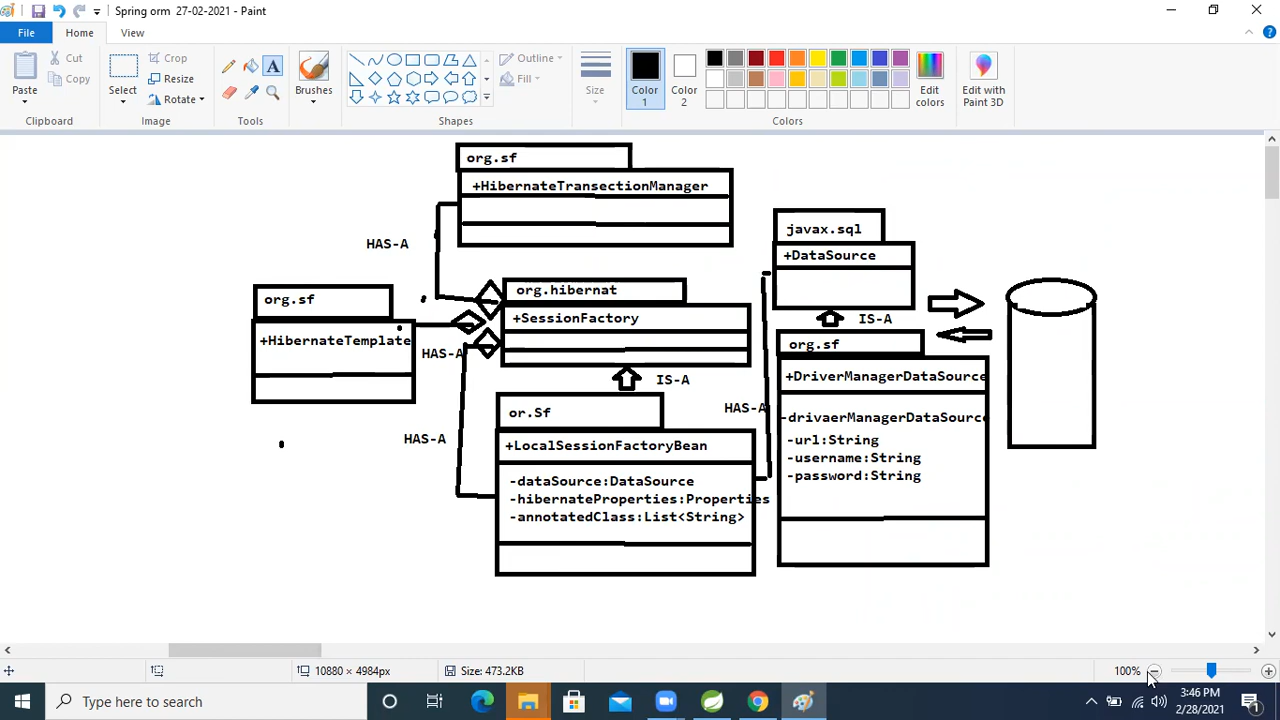 Spring orm 27-02-2021 - Paint
File
Home
View
Paste
Cut
Copy
Clipboard
Select
Crop
Resize
Rotate
Image
A
Tools
Brushes
Outline
Fill
Shapes
Size
Color 1
Color 2
Edit colors
Colors
Edit with Paint 3D
org.sf
+HibernateTransectionManager
HAS-A
org.sf
+HibernateTemplate
HAS-A
org.hibernat
+SessionFactory
IS-A
HAS-A
or.Sf
+LocalSessionFactoryBean
-dataSource:DataSource
-hibernateProperties:Properties
-annotatedClass:List<String>
HAS-A
javax.sql
+DataSource
IS-A
org.sf
+DriverManagerDataSource
-drivaerManagerDataSource
-url:String
-username:String
-password:String
10880 × 4984px
Size: 473.2KB
100%
Type here to search
3:46 PM
2/28/2021
1